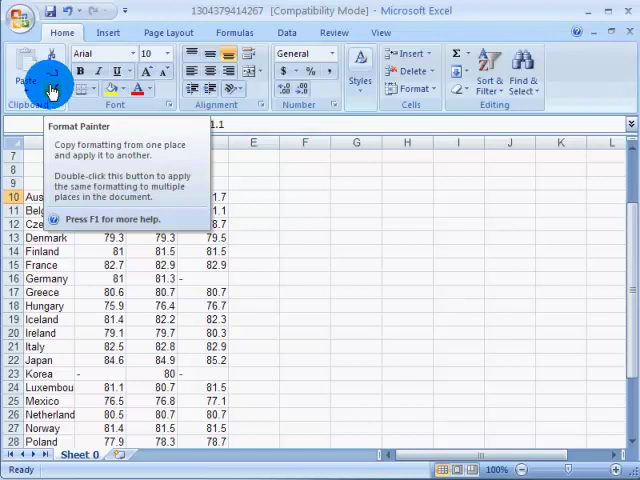 1304379414267 [Compatibility Mode] - Microsoft Excel
Home Insert Page Layout Formulas Data Review View
Paste
Clipboard
Arial 10
B I U A A
A
Font
Alignment
General
$ % ,
Number
Styles
Insert
Delete
Format
Cells
Σ
Sort &
Filter
Find &
Select
Editing
Format Painter
Copy formatting from one place
and apply it to another.
Double-click this button to apply
the same formatting to multiple
places in the document.
Press F1 for more help.
1.1
E F G H I J K L
7
8
9
10 Aus 1.7
11 Belg 1.1
12 Cze 8.7
13 Denmark 79.3 79.3 79.5
14 Finland 81 81.5 81.5
15 France 82.7 82.9 82.9
16 Germany 81 81.3 -
17 Greece 80.6 80.7 80.7
18 Hungary 75.9 76.4 76.7
19 Iceland 81.4 82.2 82.3
20 Ireland 79.1 79.7 80.3
21 Italy 82.5 82.8 82.9
22 Japan 84.6 84.9 85.2
23 Korea - 80 -
24 Luxembou 81.1 80.7 81.5
25 Mexico 76.5 76.8 77.1
26 Netherland 80.5 80.7 80.7
27 Norway 81.4 81.5 81.5
28 Poland 77.9 78.3 78.7
Sheet 0
Ready 100%